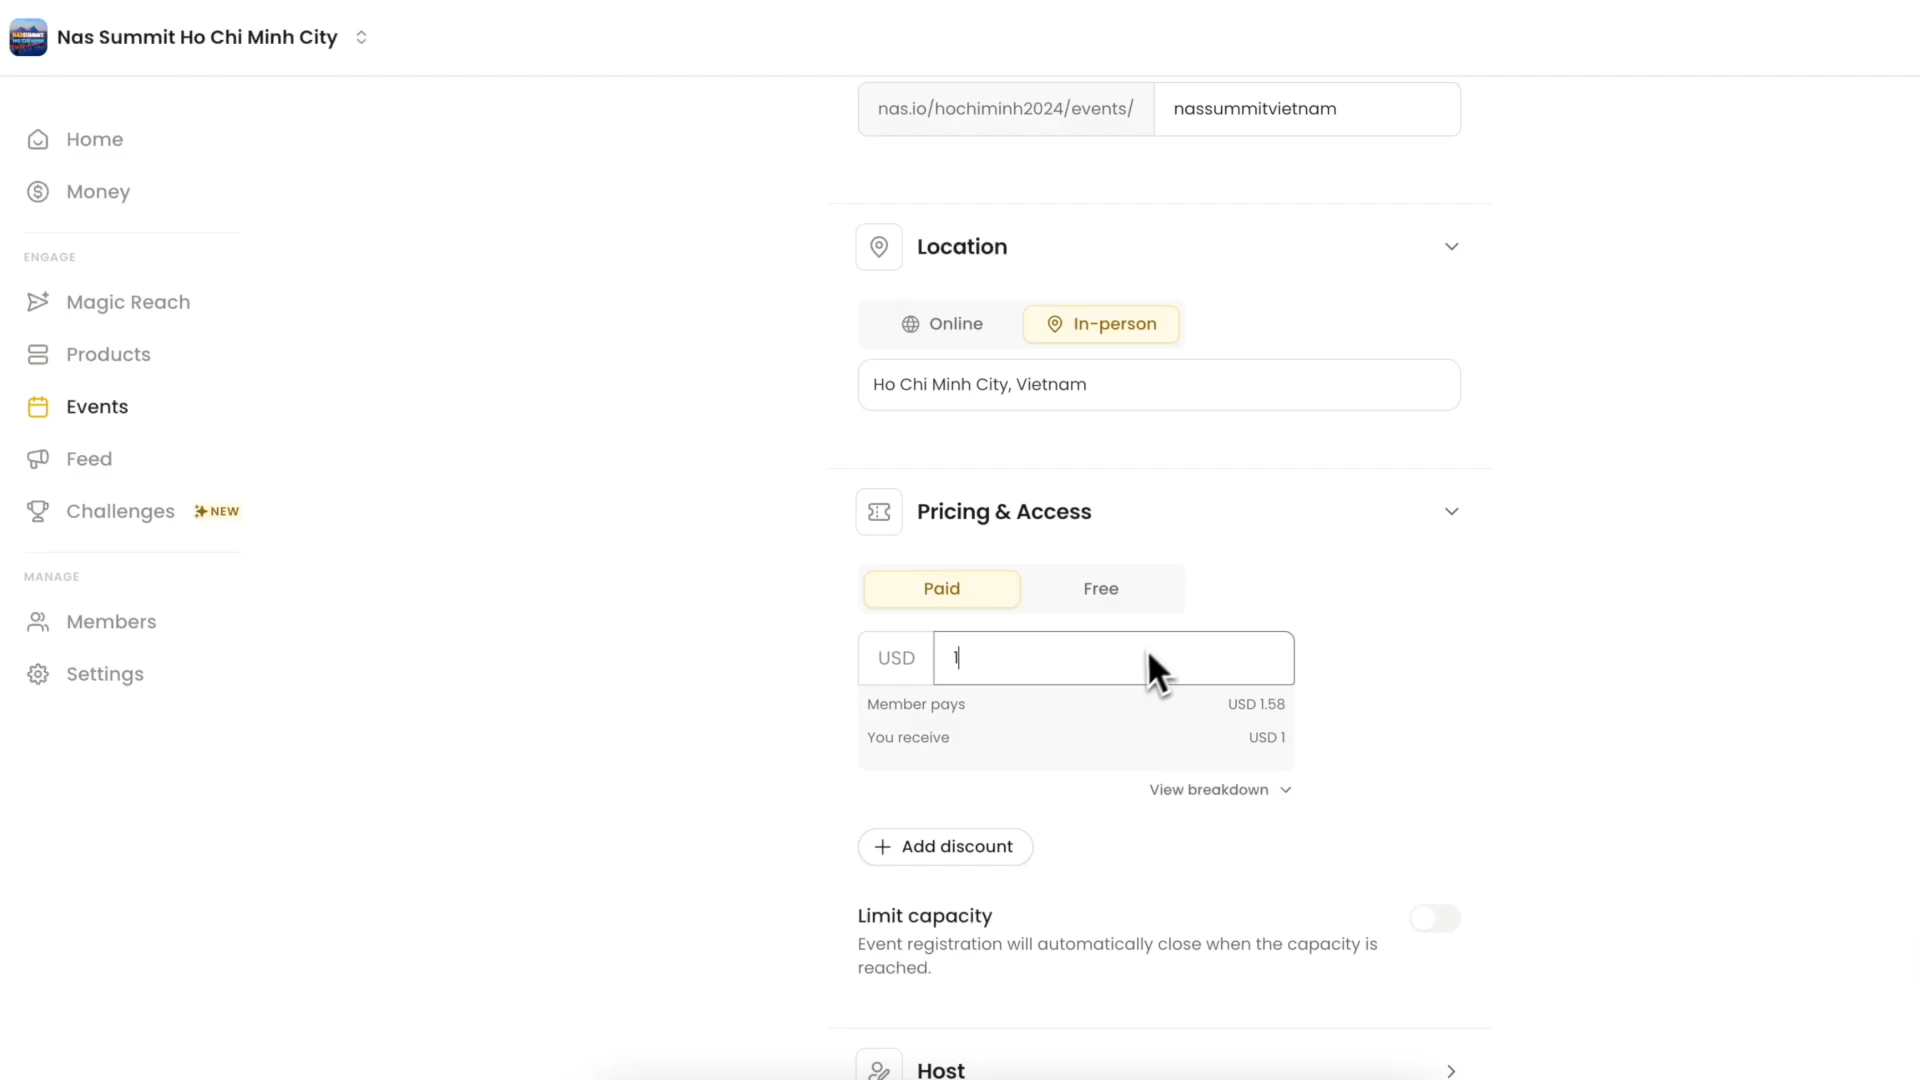 Nas Summit Ho Chi Minh City
nas.io/hochiminh2024/events/ nassummitvietnam
Home
Money
ENGAGE
Magic Reach
Products
Events
Feed
Challenges NEW
MANAGE
Members
Settings
Location
Online In-person
Ho Chi Minh City, Vietnam
Pricing & Access
Paid Free
USD 1
Member pays USD 1.58
You receive USD 1
View breakdown
Add discount
Limit capacity
Event registration will automatically close when the capacity is
reached.
Host